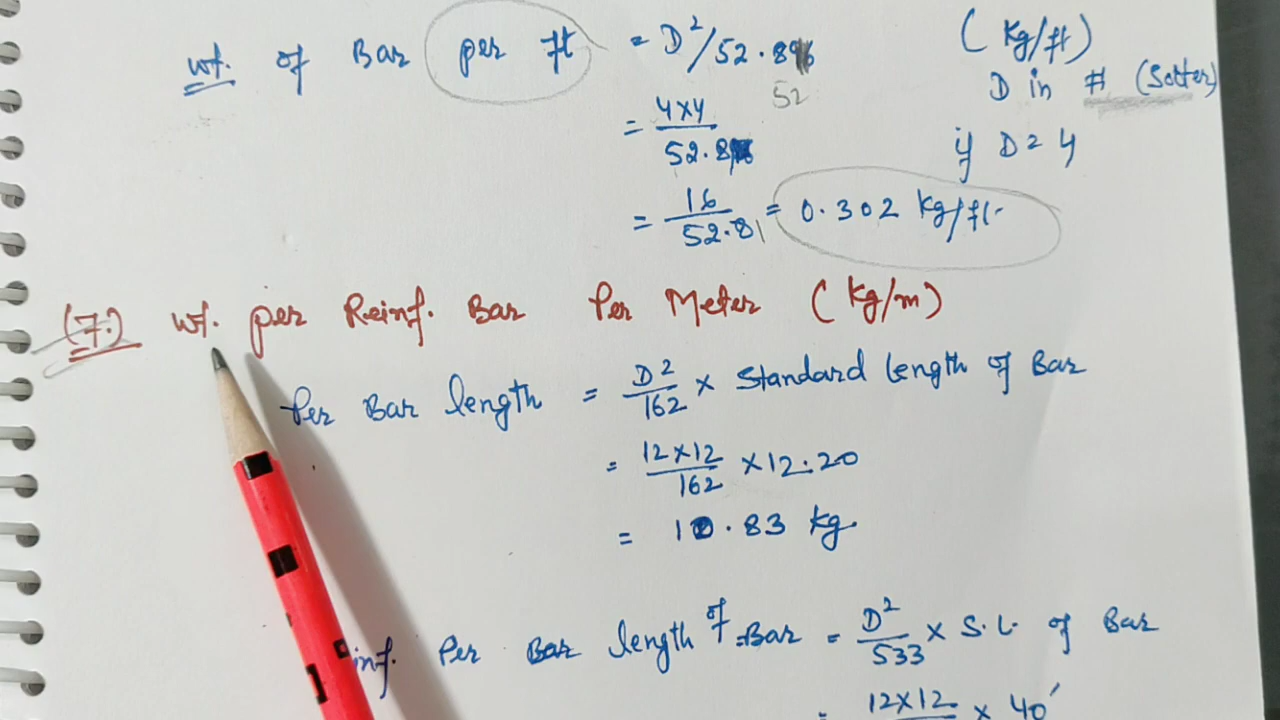 wt. of Bar per ft = D²/52.896 (Kg/ft)
52 D in # (Sotter)
= 4x4/52.8 if D = 4
= 16/52.81 = 0.302 Kg/ft.
(7.) wt. per Reinf. Bar Per Meter (Kg/m)
Per Bar length = D²/162 x Standard length of Bar
= 12x12/162 x 12.20
= 10.83 Kg.
inf. Per Bar length of Bar = D²/533 x S.L. of Bar
= 12x12 x 40'